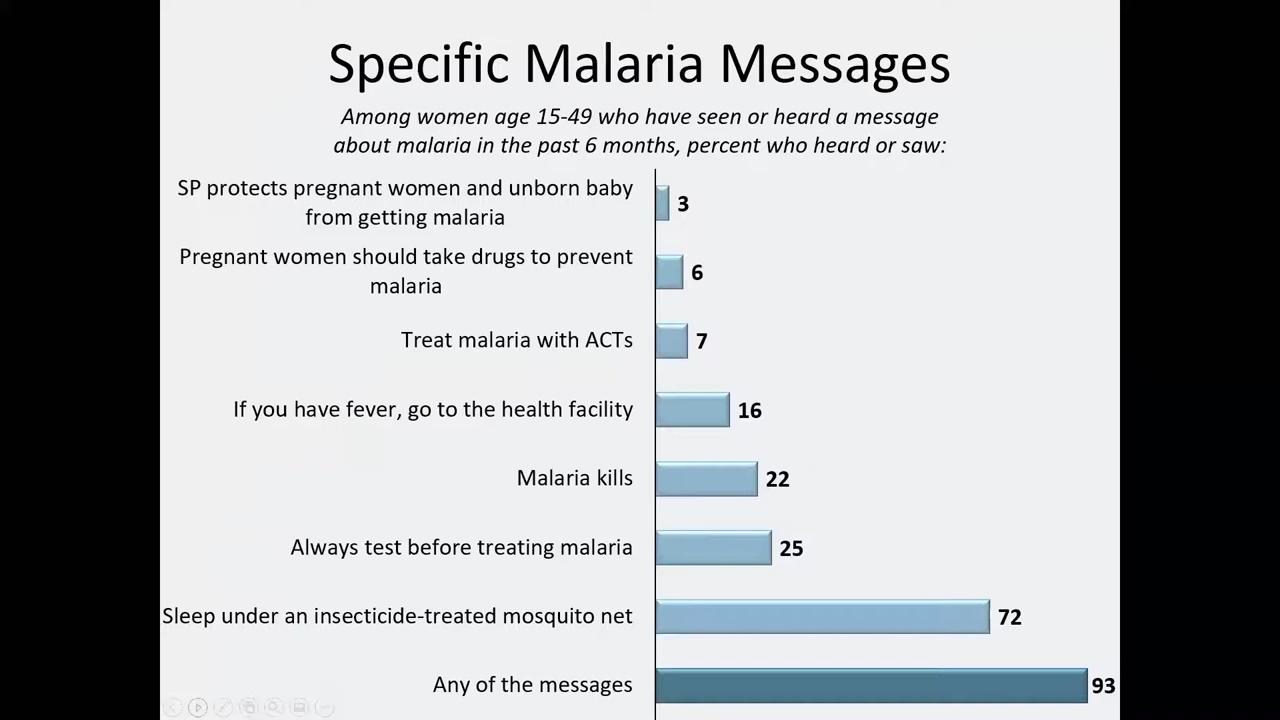 Specific Malaria Messages
Among women age 15-49 who have seen or heard a message
about malaria in the past 6 months, percent who heard or saw:
SP protects pregnant women and unborn baby
from getting malaria
3
Pregnant women should take drugs to prevent
malaria
6
Treat malaria with ACTs
7
If you have fever, go to the health facility
16
Malaria kills
22
Always test before treating malaria
25
Sleep under an insecticide-treated mosquito net
72
Any of the messages
93